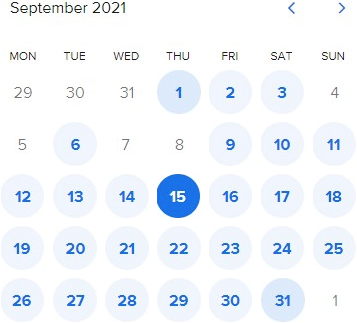 September 2021
MON TUE WED THU FRI SAT SUN
29 30 31 1 2 3 4
5 6 7 8 9 10 11
12 13 14 15 16 17 18
19 20 21 22 23 24 25
26 27 28 29 30 31 1